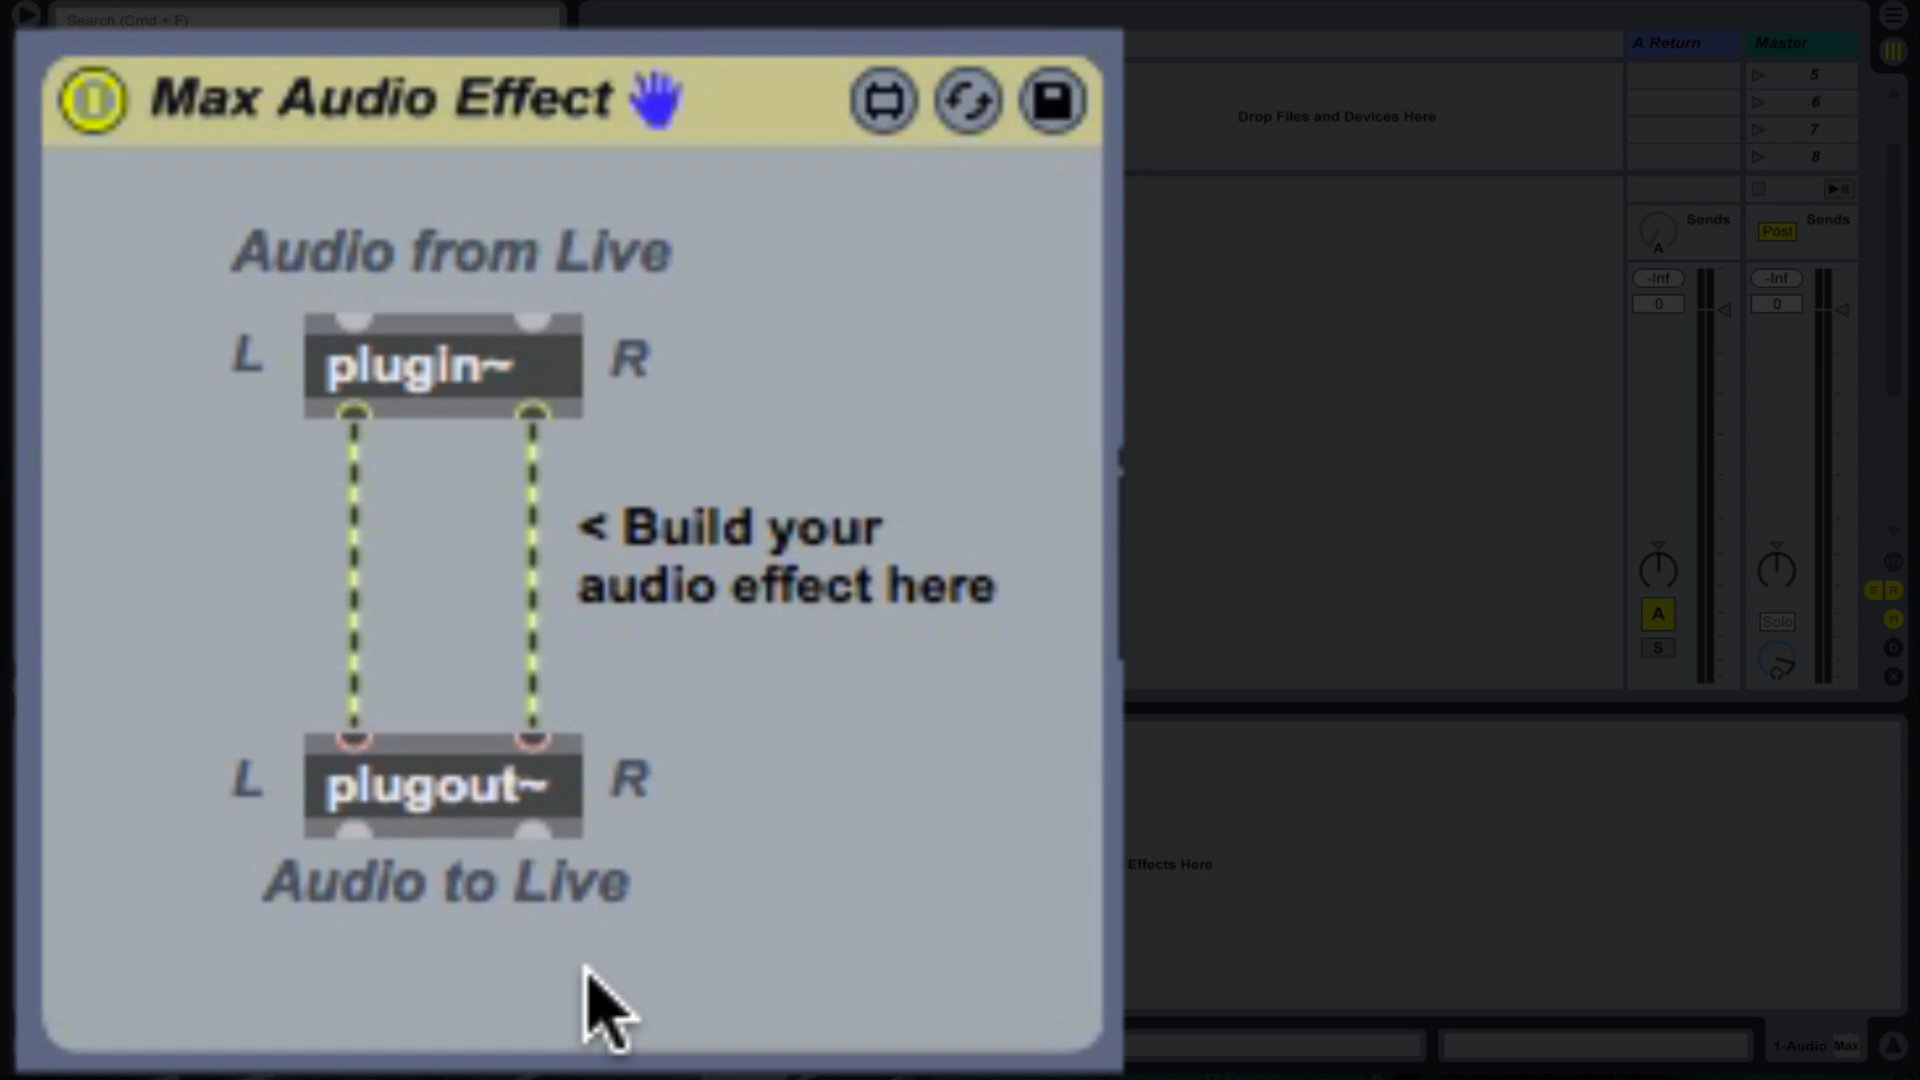 Search (Cmd + F)
Max Audio Effect
Audio from Live
L
plugin~
R
< Build your
audio effect here
L
plugout~
R
Audio to Live
Drop Files and Devices Here
A Return
Master
5
6
7
8
Sends
A
Sends
Post
-Inf
-Inf
0
0
A
Solo
S
S
R
Effects Here
1-Audio
Max